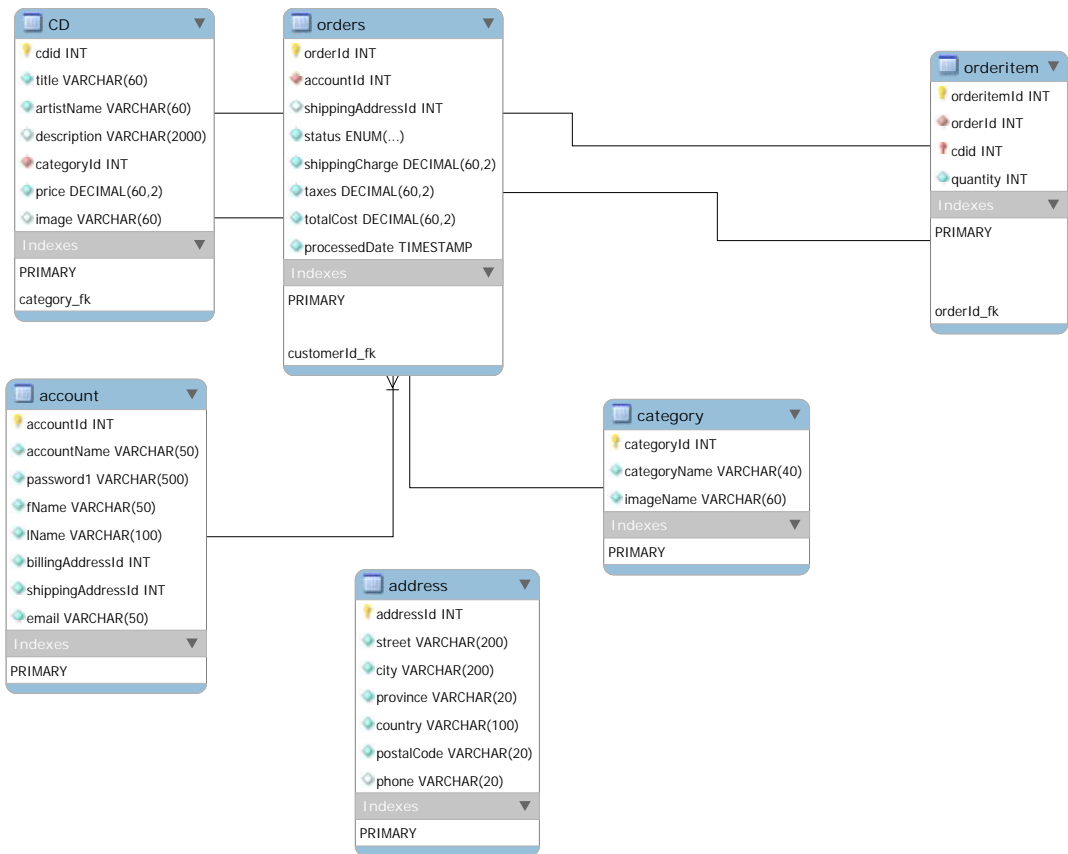 CD
cdid INT
title VARCHAR(60)
artistName VARCHAR(60)
description VARCHAR(2000)
categoryId INT
price DECIMAL(60,2)
image VARCHAR(60)
Indexes
PRIMARY
category_fk
orders
orderId INT
accountId INT
shippingAddressId INT
status ENUM(...)
shippingCharge DECIMAL(60,2)
taxes DECIMAL(60,2)
totalCost DECIMAL(60,2)
processedDate TIMESTAMP
Indexes
PRIMARY
customerId_fk
orderitem
orderitemId INT
orderId INT
cdid INT
quantity INT
Indexes
PRIMARY
orderId_fk
account
accountId INT
accountName VARCHAR(50)
password1 VARCHAR(500)
fName VARCHAR(50)
lName VARCHAR(100)
billingAddressId INT
shippingAddressId INT
email VARCHAR(50)
Indexes
PRIMARY
category
categoryId INT
categoryName VARCHAR(40)
imageName VARCHAR(60)
Indexes
PRIMARY
address
addressId INT
street VARCHAR(200)
city VARCHAR(200)
province VARCHAR(20)
country VARCHAR(100)
postalCode VARCHAR(20)
phone VARCHAR(20)
Indexes
PRIMARY